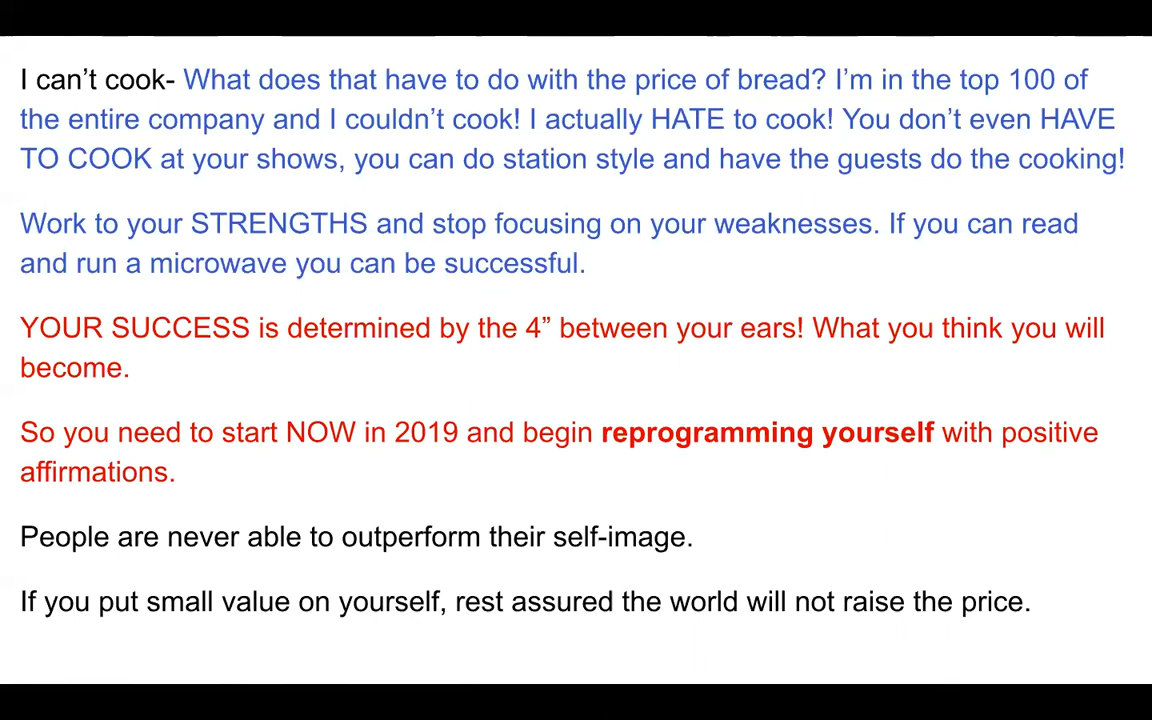 I can’t cook- What does that have to do with the price of bread? I’m in the top 100 of
the entire company and I couldn’t cook! I actually HATE to cook! You don’t even HAVE
TO COOK at your shows, you can do station style and have the guests do the cooking!
Work to your STRENGTHS and stop focusing on your weaknesses. If you can read
and run a microwave you can be successful.
YOUR SUCCESS is determined by the 4” between your ears! What you think you will
become.
So you need to start NOW in 2019 and begin reprogramming yourself with positive
affirmations.
People are never able to outperform their self-image.
If you put small value on yourself, rest assured the world will not raise the price.